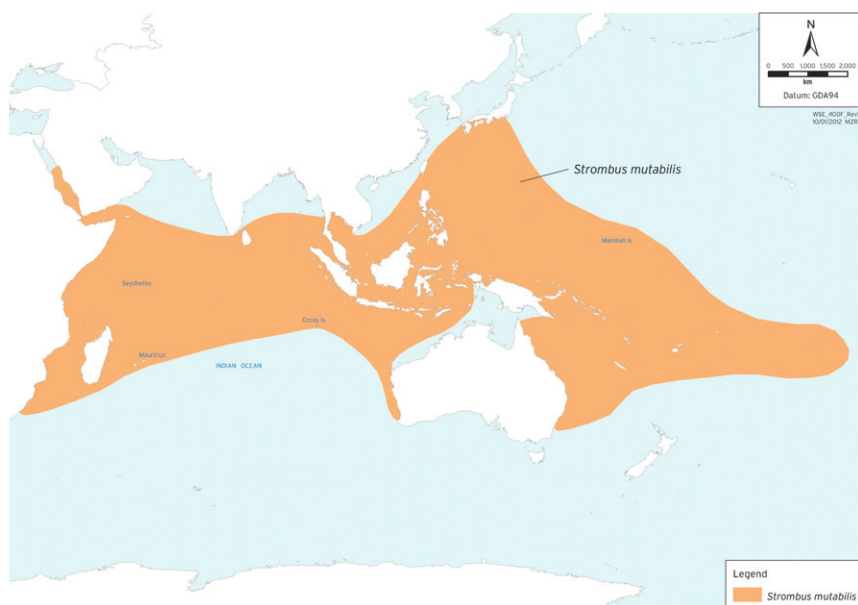 N
0 500 1,000 1,500 2,000
km
Datum: GDA94
10/01/2012 MZR
Strombus mutabilis
Marshall Is.
Seychelles
Cocos Is.
Mauritius
INDIAN OCEAN
Legend
Strombus mutabilis